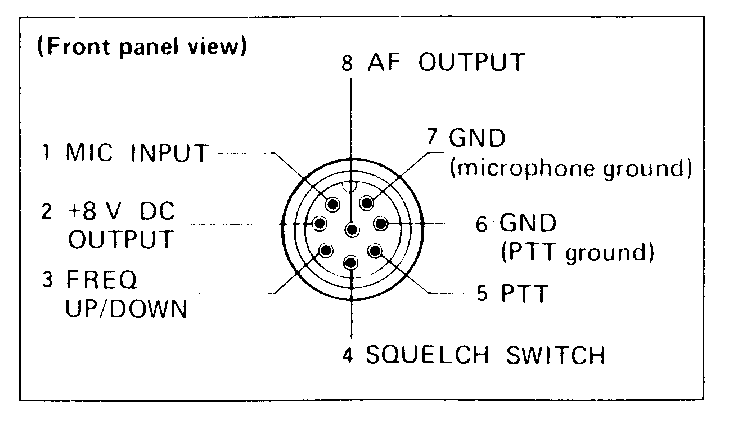 (Front panel view)
8 AF OUTPUT
1 MIC INPUT
7 GND
(microphone ground)
2 +8 V DC
OUTPUT
6 GND
(PTT ground)
3 FREQ
UP/DOWN
5 PTT
4 SQUELCH SWITCH